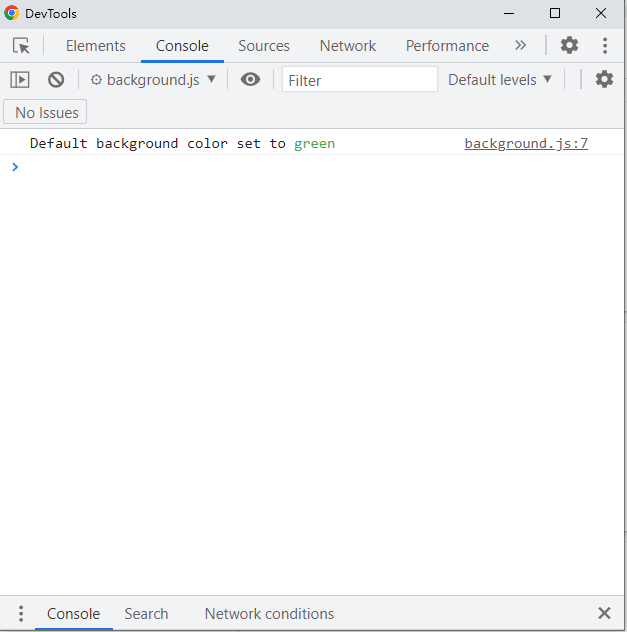 DevTools
Elements Console Sources Network Performance
background.js Filter Default levels
No Issues
Default background color set to green background.js:7
Console Search Network conditions